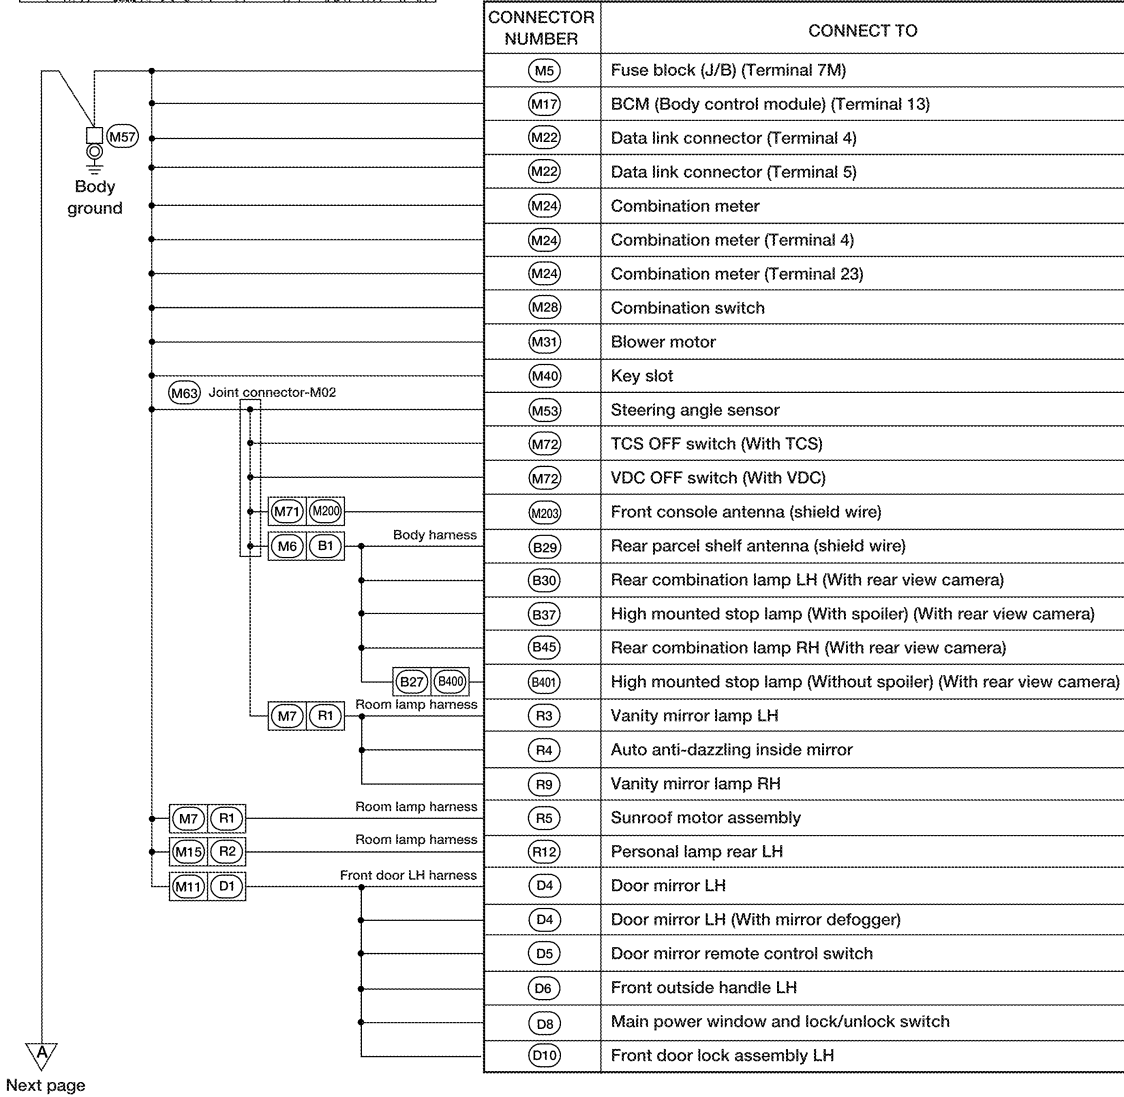 CONNECTOR NUMBER CONNECT TO
M5 Fuse block (J/B) (Terminal 7M)
M17 BCM (Body control module) (Terminal 13)
M57
M22 Data link connector (Terminal 4)
M22 Data link connector (Terminal 5)
Body
ground
M24 Combination meter
M24 Combination meter (Terminal 4)
M24 Combination meter (Terminal 23)
M28 Combination switch
M31 Blower motor
M40 Key slot
M63 Joint connector-M02
M53 Steering angle sensor
M72 TCS OFF switch (With TCS)
M72 VDC OFF switch (With VDC)
M71 M200 M203 Front console antenna (shield wire)
Body harness
M6 B1 B29 Rear parcel shelf antenna (shield wire)
B30 Rear combination lamp LH (With rear view camera)
B37 High mounted stop lamp (With spoiler) (With rear view camera)
B45 Rear combination lamp RH (With rear view camera)
B27 B400 B401 High mounted stop lamp (Without spoiler) (With rear view camera)
Room lamp harness
M7 R1 R3 Vanity mirror lamp LH
R4 Auto anti-dazzling inside mirror
R9 Vanity mirror lamp RH
Room lamp harness
M7 R1 R5 Sunroof motor assembly
Room lamp harness
M15 R2 R12 Personal lamp rear LH
Front door LH harness
M11 D1 D4 Door mirror LH
D4 Door mirror LH (With mirror defogger)
D5 Door mirror remote control switch
D6 Front outside handle LH
D8 Main power window and lock/unlock switch
D10 Front door lock assembly LH
A
Next page